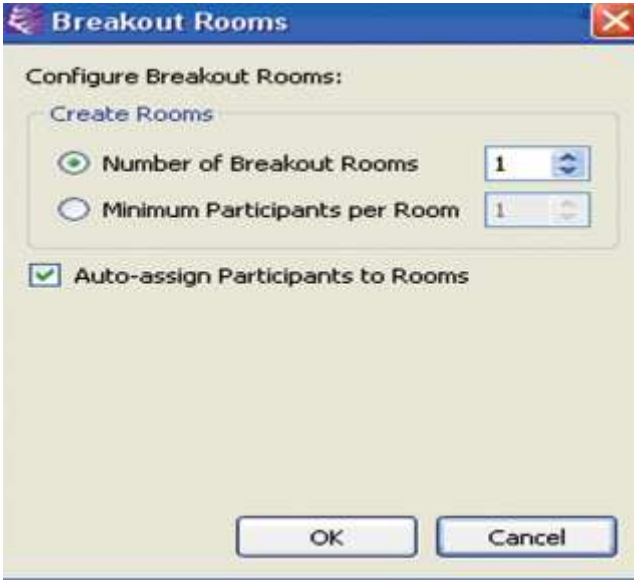 Breakout Rooms
Configure Breakout Rooms:
Create Rooms
Number of Breakout Rooms 1
Minimum Participants per Room 1
Auto-assign Participants to Rooms
OK Cancel